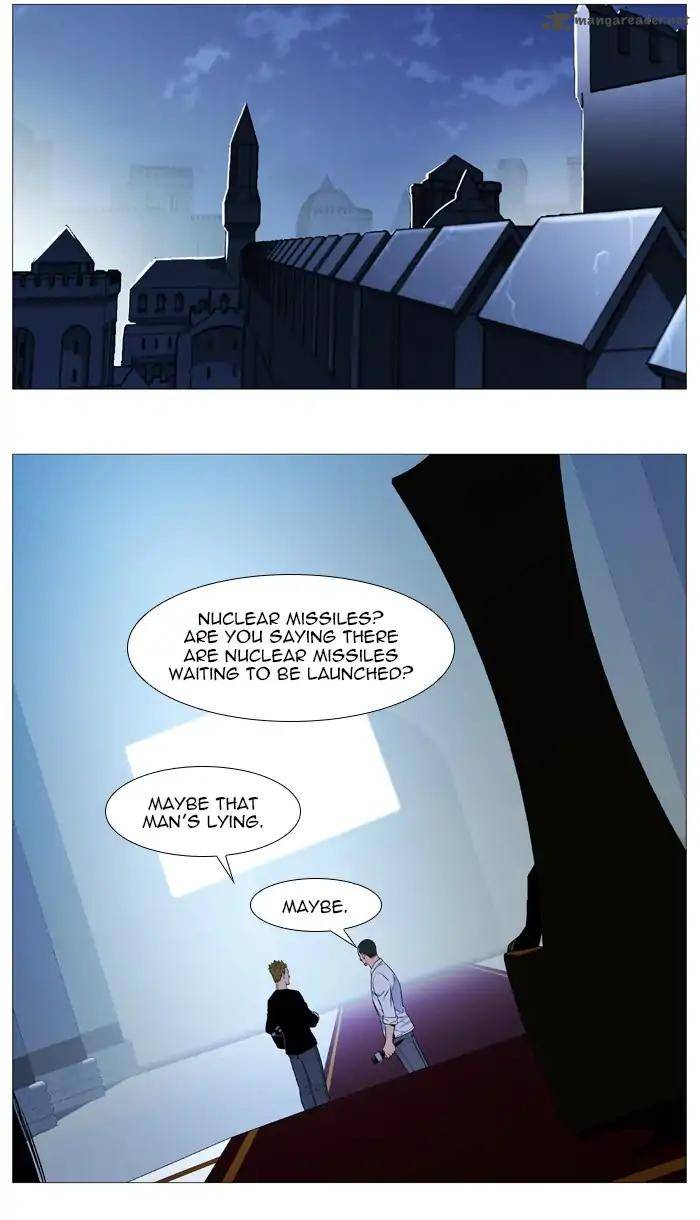 mangareader.net
NUCLEAR MISSILES?
ARE YOU SAYING THERE
ARE NUCLEAR MISSILES
WAITING TO BE LAUNCHED?
MAYBE THAT
MAN'S LYING.
MAYBE.